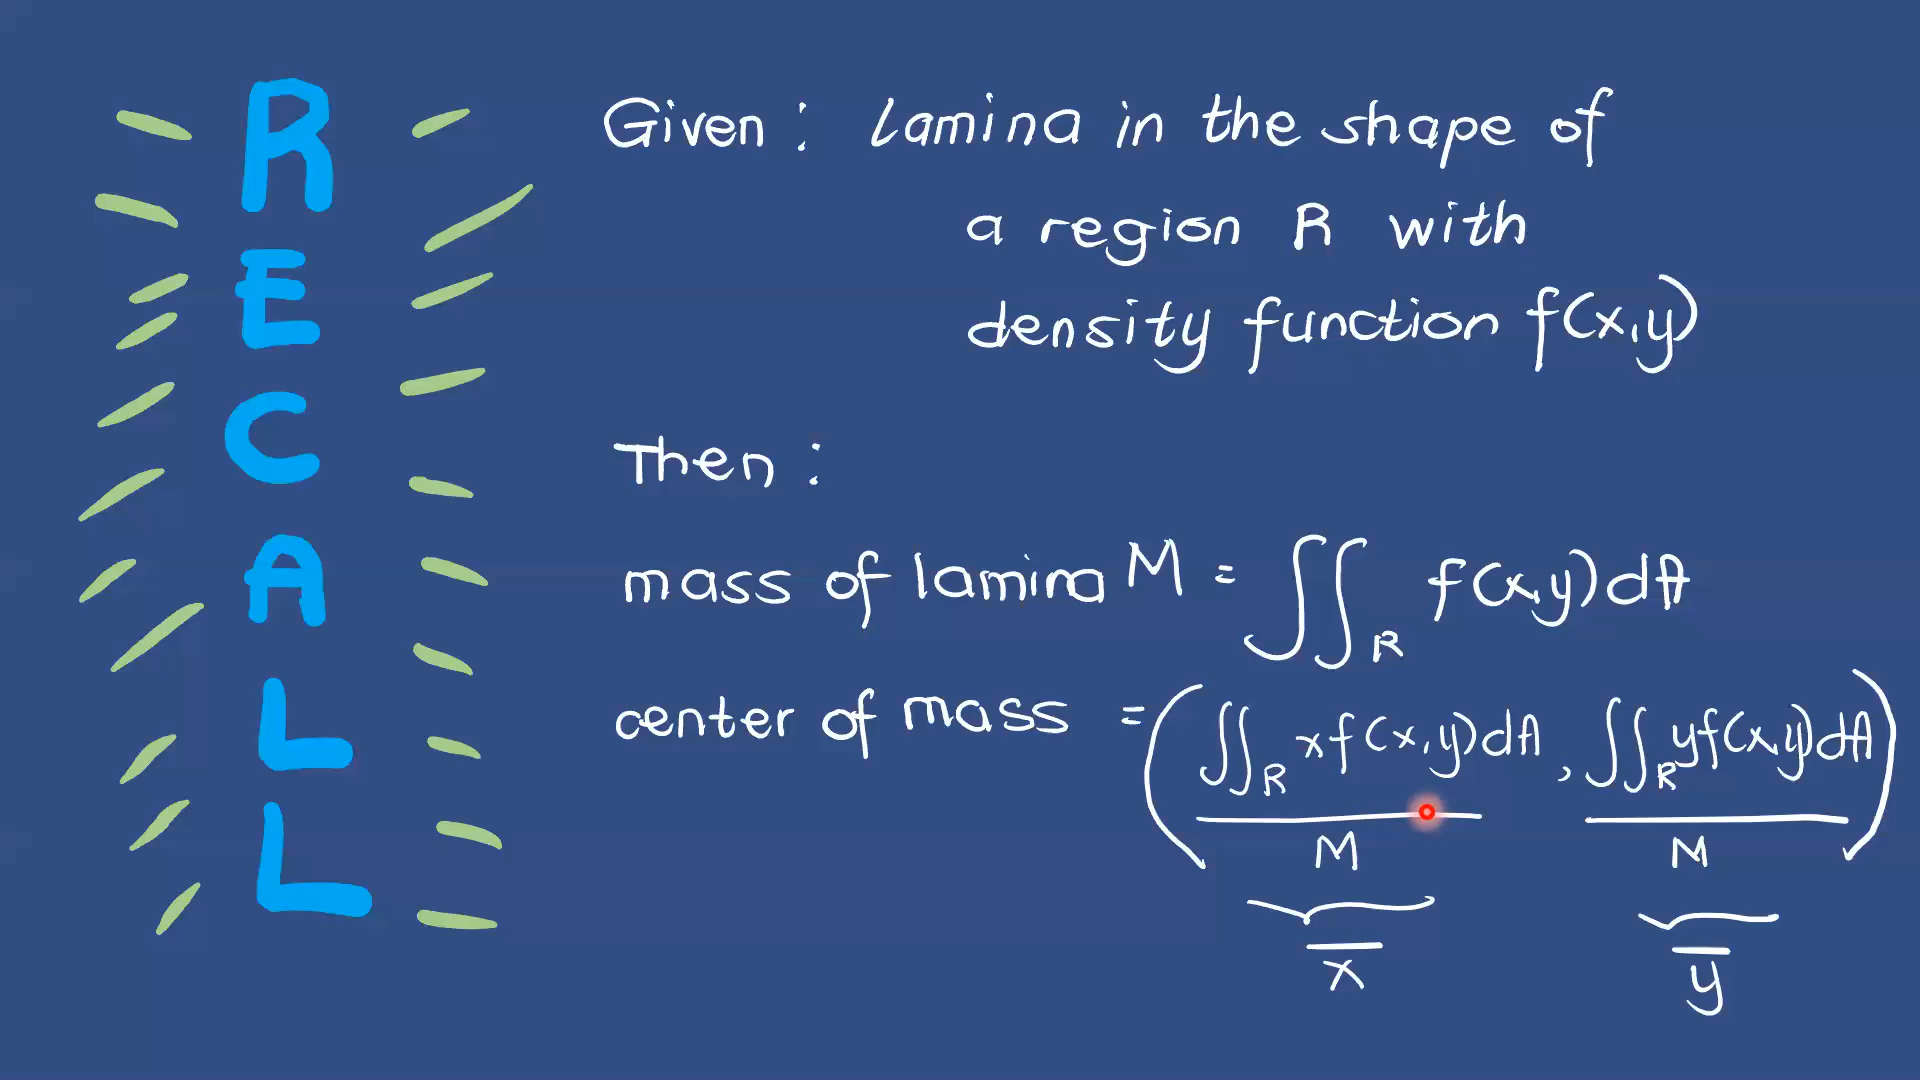 RECALL
Given: Lamina in the shape of
a region R with
density function f(x,y)
Then:
mass of lamina M = ∬_R f(x,y)dA
center of mass = (∬_R xf(x,y)dA / M, ∬_R yf(x,y)dA / M)
x̅ y̅